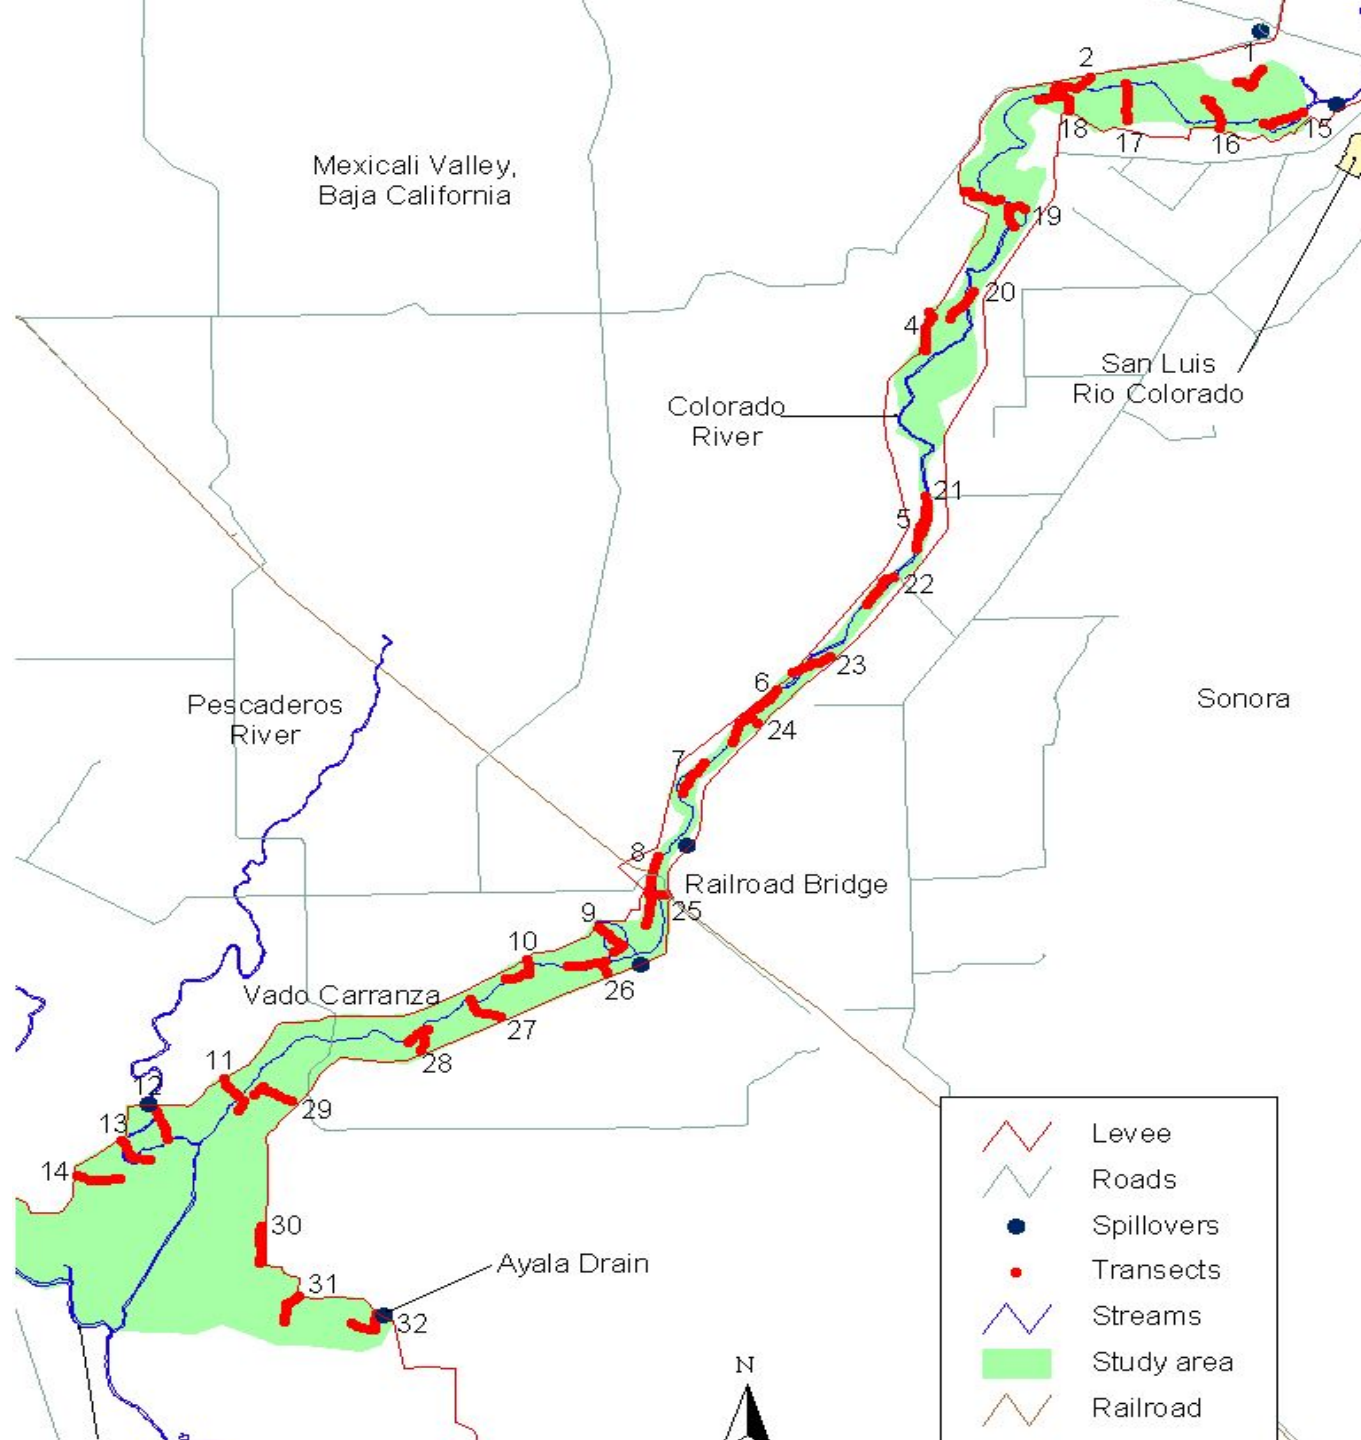 1
2
18
17
16
15
Mexicali Valley,
Baja California
19
20
4
San Luis
Rio Colorado
Colorado
River
21
5
22
23
6
Sonora
Pescaderos
River
24
7
8
Railroad Bridge
25
9
10
26
Vado Carranza
27
28
11
12
29
13
14
30
Ayala Drain
31
32
Levee
Roads
Spillovers
Transects
Streams
Study area
Railroad
N